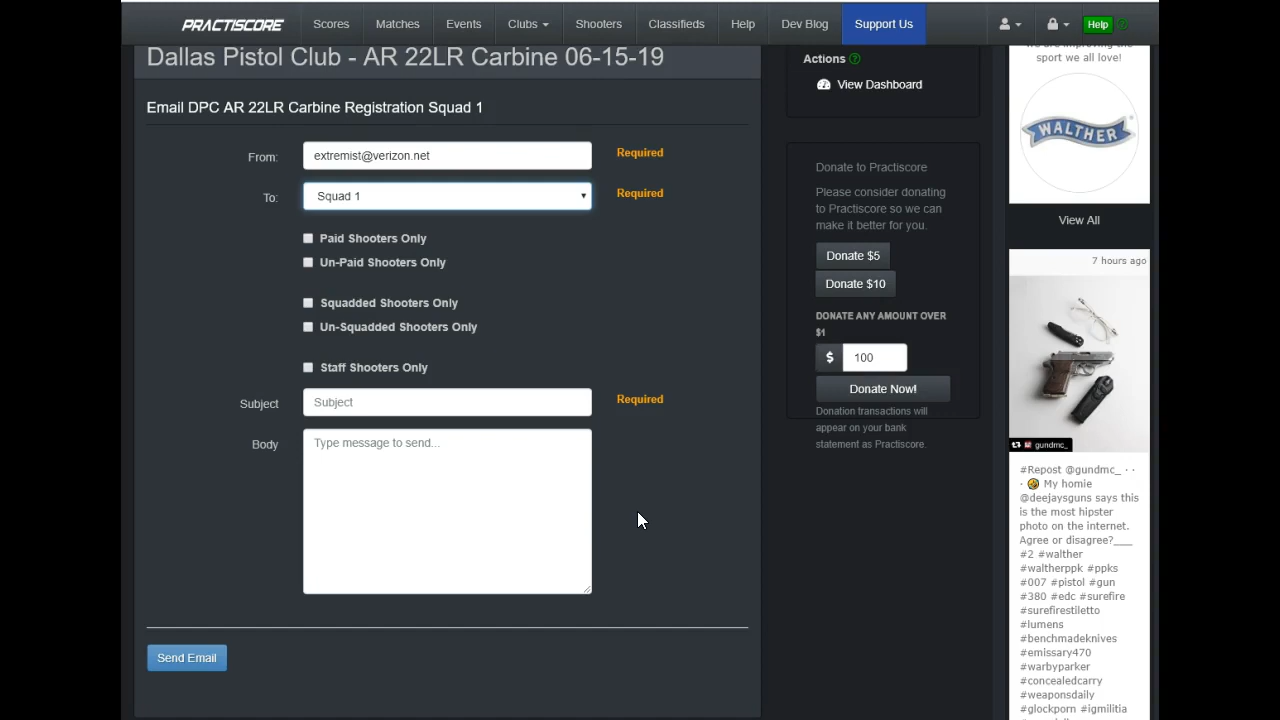 PRACTISCORE
Scores
Matches
Events
Clubs
Shooters
Classifieds
Help
Dev Blog
Support Us
Help
Dallas Pistol Club - AR 22LR Carbine 06-15-19
Email DPC AR 22LR Carbine Registration Squad 1
From:
extremist@verizon.net
Required
To:
Squad 1
Required
Paid Shooters Only
Un-Paid Shooters Only
Squadded Shooters Only
Un-Squadded Shooters Only
Staff Shooters Only
Subject
Subject
Required
Body
Type message to send...
Send Email
Actions
View Dashboard
Donate to Practiscore
Please consider donating
to Practiscore so we can
make it better for you.
Donate $5
Donate $10
DONATE ANY AMOUNT OVER
$1
$ 100
Donate Now!
Donation transactions will
appear on your bank
statement as Practiscore.
we are improving the
sport we all love!
WALTHER
View All
7 hours ago
gundmc_
#Repost @gundmc_ · ·
· 🤣 My homie
@deejaysguns says this
is the most hipster
photo on the internet.
Agree or disagree?___
#2 #walther
#waltherppk #ppks
#007 #pistol #gun
#380 #edc #surefire
#surefirestiletto
#lumens
#benchmadeknives
#emissary470
#warbyparker
#concealedcarry
#weaponsdaily
#glockporn #igmilitia